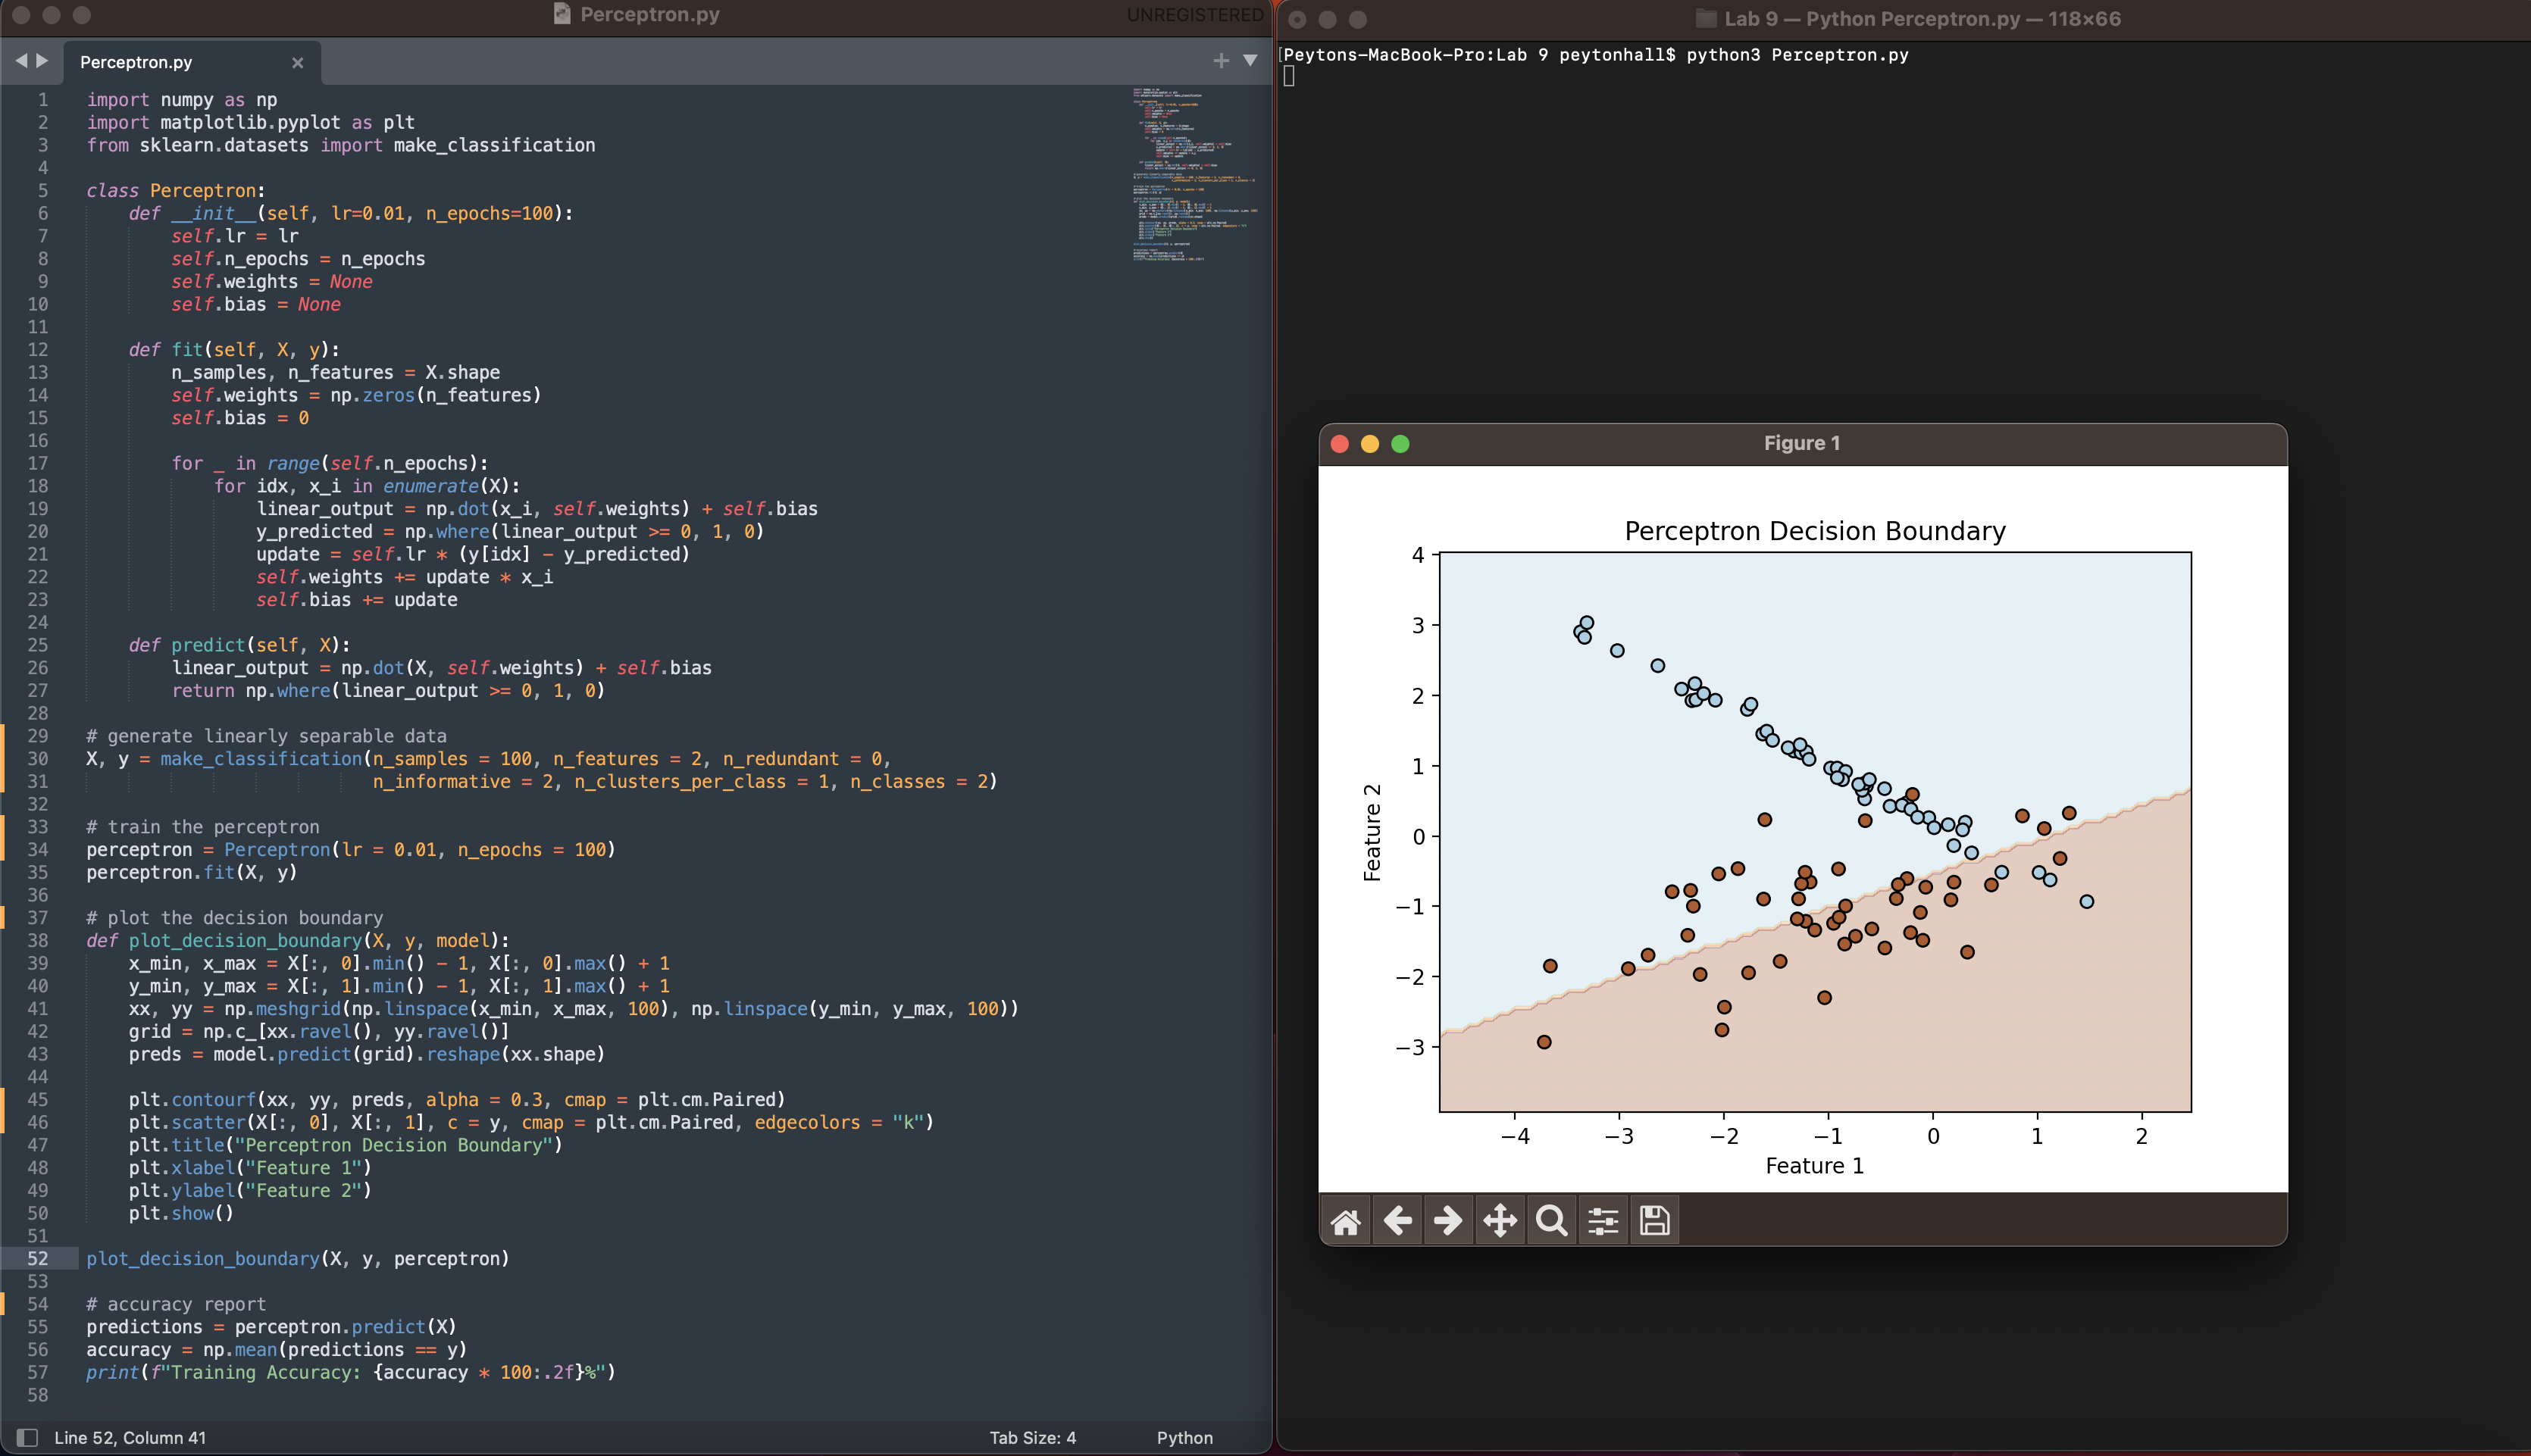 Perceptron.py
UNREGISTERED
Perceptron.py
1 import numpy as np
2 import matplotlib.pyplot as plt
3 from sklearn.datasets import make_classification
4
5 class Perceptron:
6     def __init__(self, lr=0.01, n_epochs=100):
7         self.lr = lr
8         self.n_epochs = n_epochs
9         self.weights = None
10         self.bias = None
11
12     def fit(self, X, y):
13         n_samples, n_features = X.shape
14         self.weights = np.zeros(n_features)
15         self.bias = 0
16
17         for _ in range(self.n_epochs):
18             for idx, x_i in enumerate(X):
19                 linear_output = np.dot(x_i, self.weights) + self.bias
20                 y_predicted = np.where(linear_output >= 0, 1, 0)
21                 update = self.lr * (y[idx] - y_predicted)
22                 self.weights += update * x_i
23                 self.bias += update
24
25     def predict(self, X):
26         linear_output = np.dot(X, self.weights) + self.bias
27         return np.where(linear_output >= 0, 1, 0)
28
29 # generate linearly separable data
30 X, y = make_classification(n_samples = 100, n_features = 2, n_redundant = 0,
31                            n_informative = 2, n_clusters_per_class = 1, n_classes = 2)
32
33 # train the perceptron
34 perceptron = Perceptron(lr = 0.01, n_epochs = 100)
35 perceptron.fit(X, y)
36
37 # plot the decision boundary
38 def plot_decision_boundary(X, y, model):
39     x_min, x_max = X[:, 0].min() - 1, X[:, 0].max() + 1
40     y_min, y_max = X[:, 1].min() - 1, X[:, 1].max() + 1
41     xx, yy = np.meshgrid(np.linspace(x_min, x_max, 100), np.linspace(y_min, y_max, 100))
42     grid = np.c_[xx.ravel(), yy.ravel()]
43     preds = model.predict(grid).reshape(xx.shape)
44
45     plt.contourf(xx, yy, preds, alpha = 0.3, cmap = plt.cm.Paired)
46     plt.scatter(X[:, 0], X[:, 1], c = y, cmap = plt.cm.Paired, edgecolors = "k")
47     plt.title("Perceptron Decision Boundary")
48     plt.xlabel("Feature 1")
49     plt.ylabel("Feature 2")
50     plt.show()
51
52 plot_decision_boundary(X, y, perceptron)
53
54 # accuracy report
55 predictions = perceptron.predict(X)
56 accuracy = np.mean(predictions == y)
57 print(f"Training Accuracy: {accuracy * 100:.2f}%")
58
Line 52, Column 41
Tab Size: 4
Python
Lab 9 — Python Perceptron.py — 118×66
[Peytons-MacBook-Pro:Lab 9 peytonhall$ python3 Perceptron.py
Figure 1
Perceptron Decision Boundary
4
3
2
1
0
−1
−2
−3
Feature 2
−4 −3 −2 −1 0 1 2
Feature 1